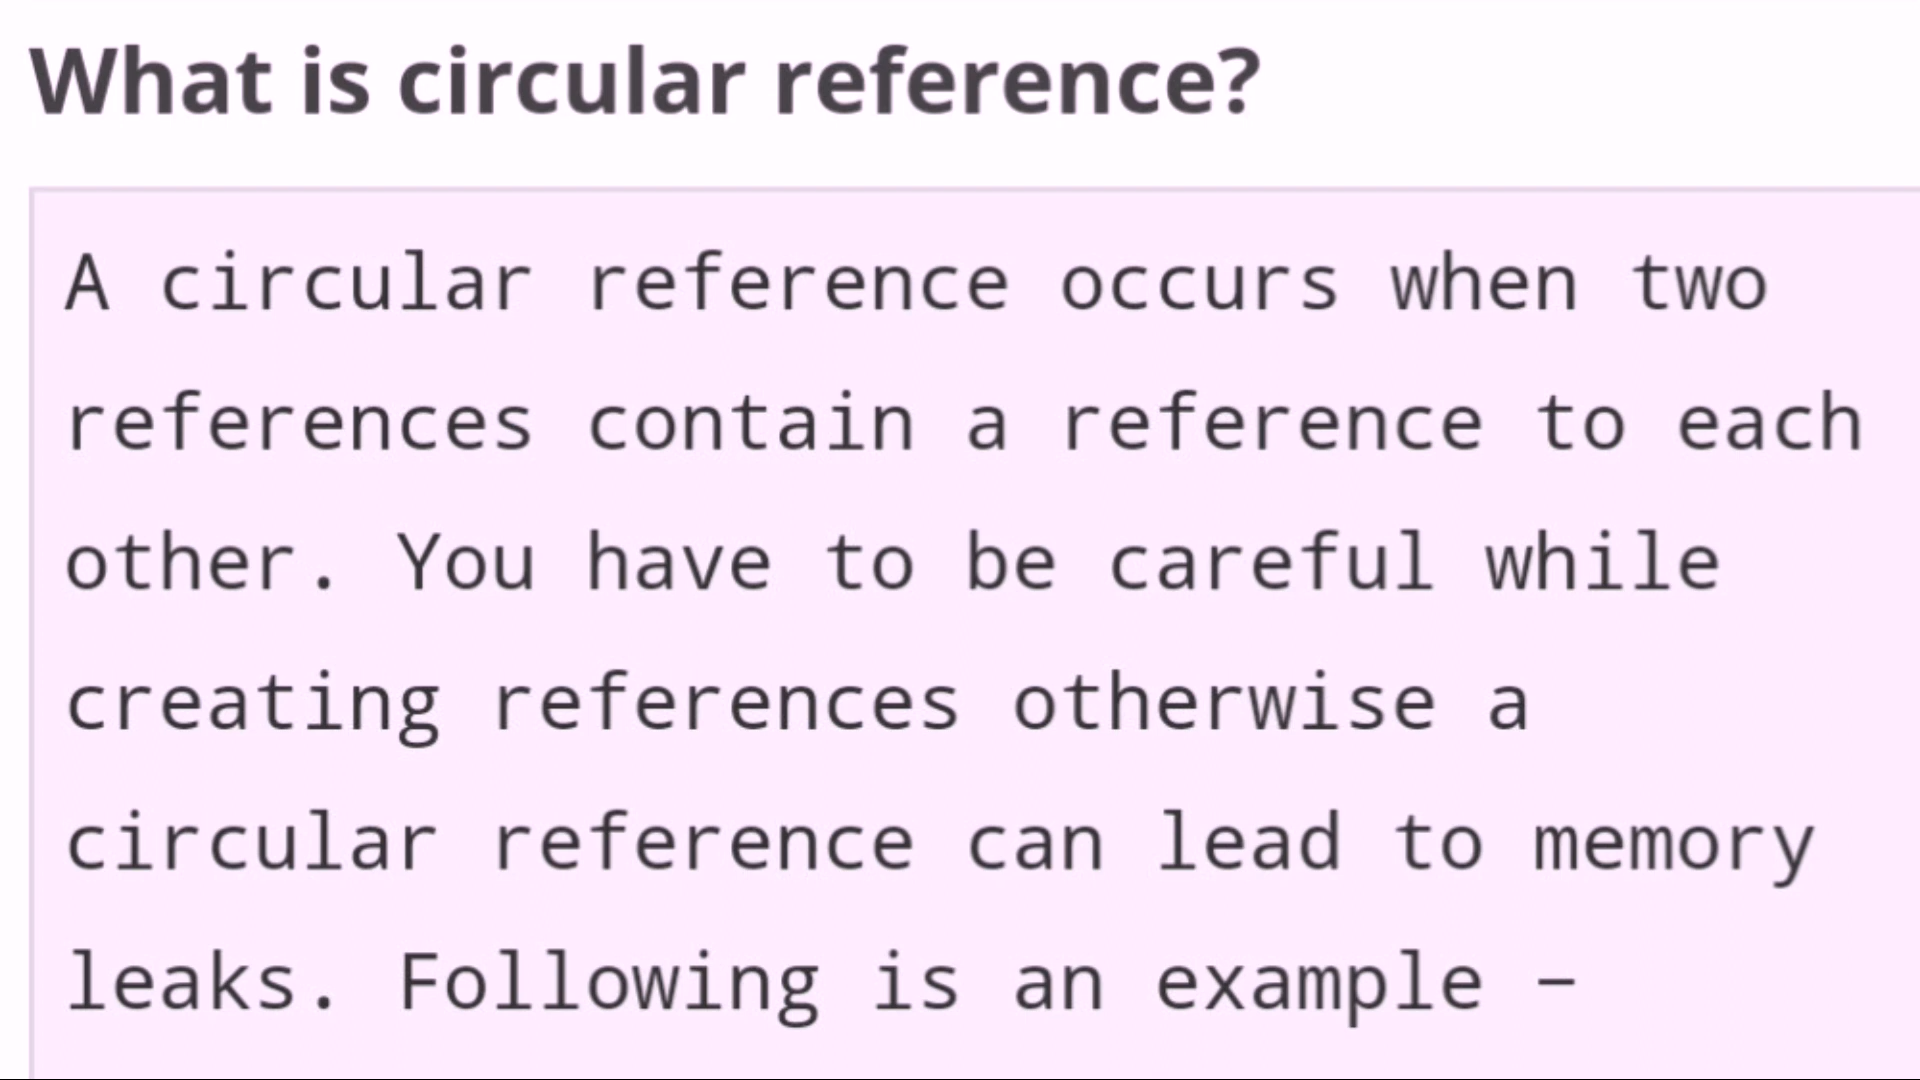 What is circular reference?
A circular reference occurs when two
references contain a reference to each
other. You have to be careful while
creating references otherwise a
circular reference can lead to memory
leaks. Following is an example −